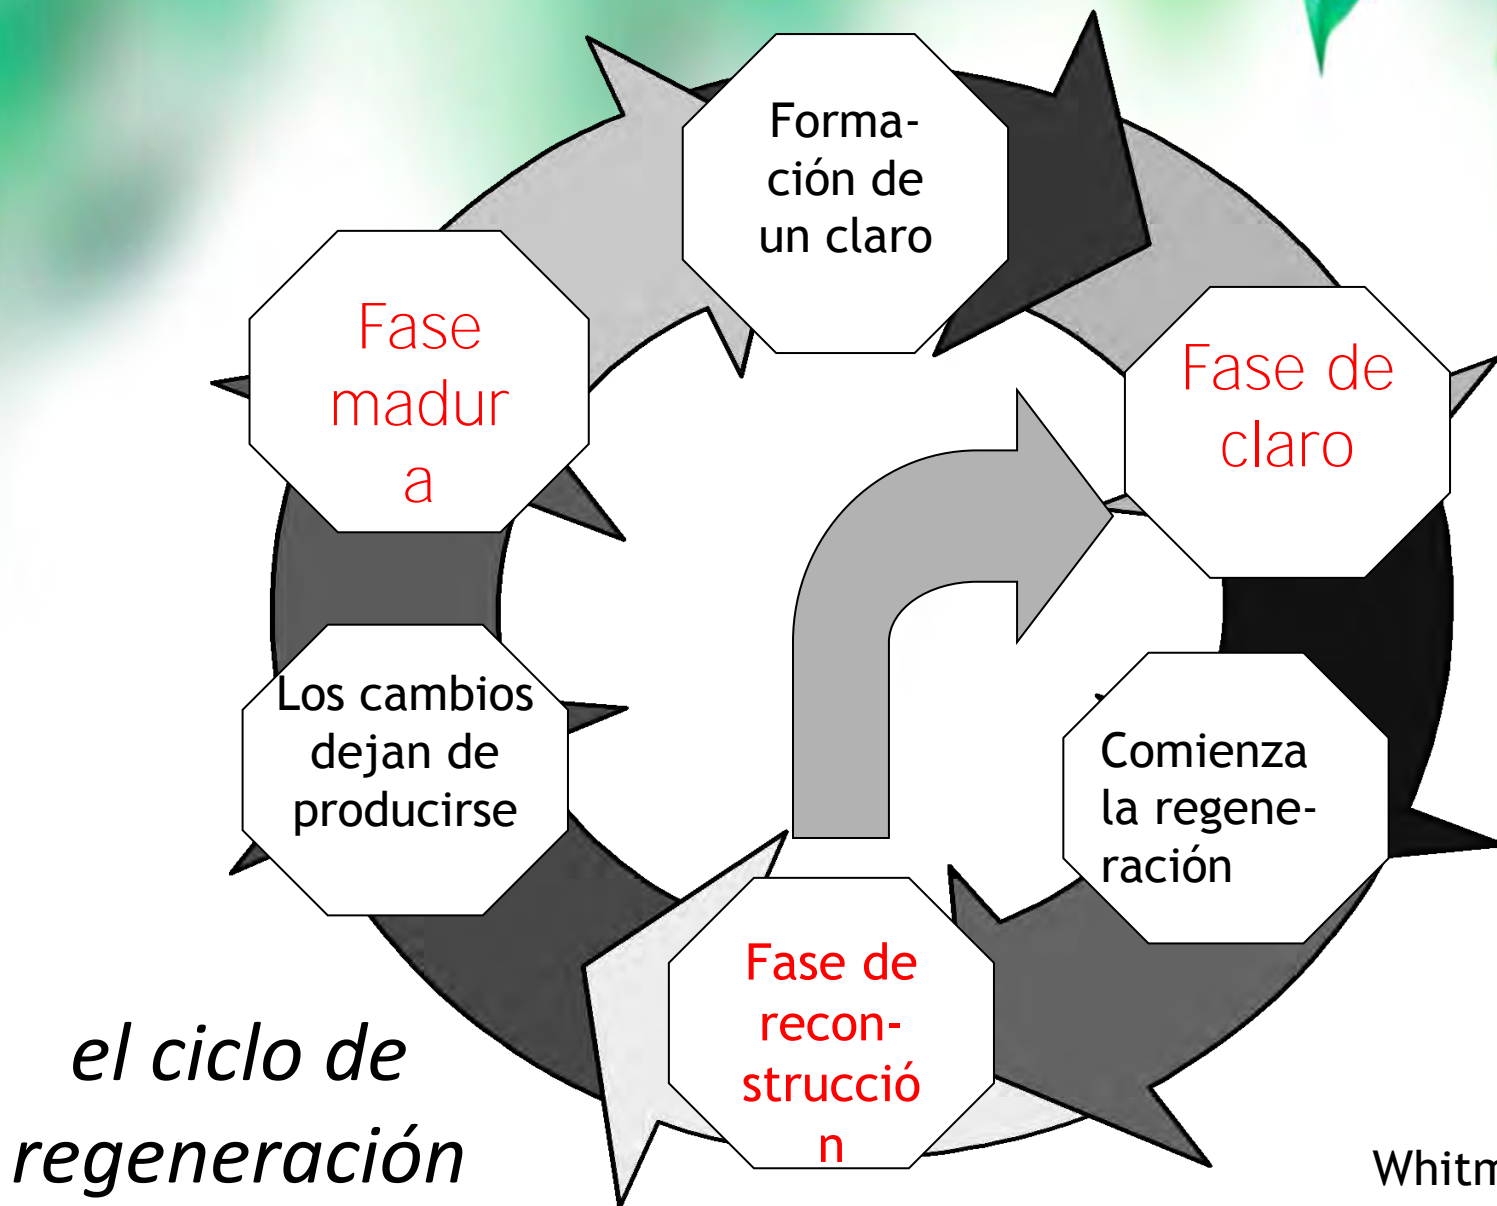 Forma-
ción de
un claro
Fase de
claro
Comienza
la regene-
ración
Fase de
recon-
strucció
n
Los cambios
dejan de
producirse
Fase
madur
a
el ciclo de
regeneración